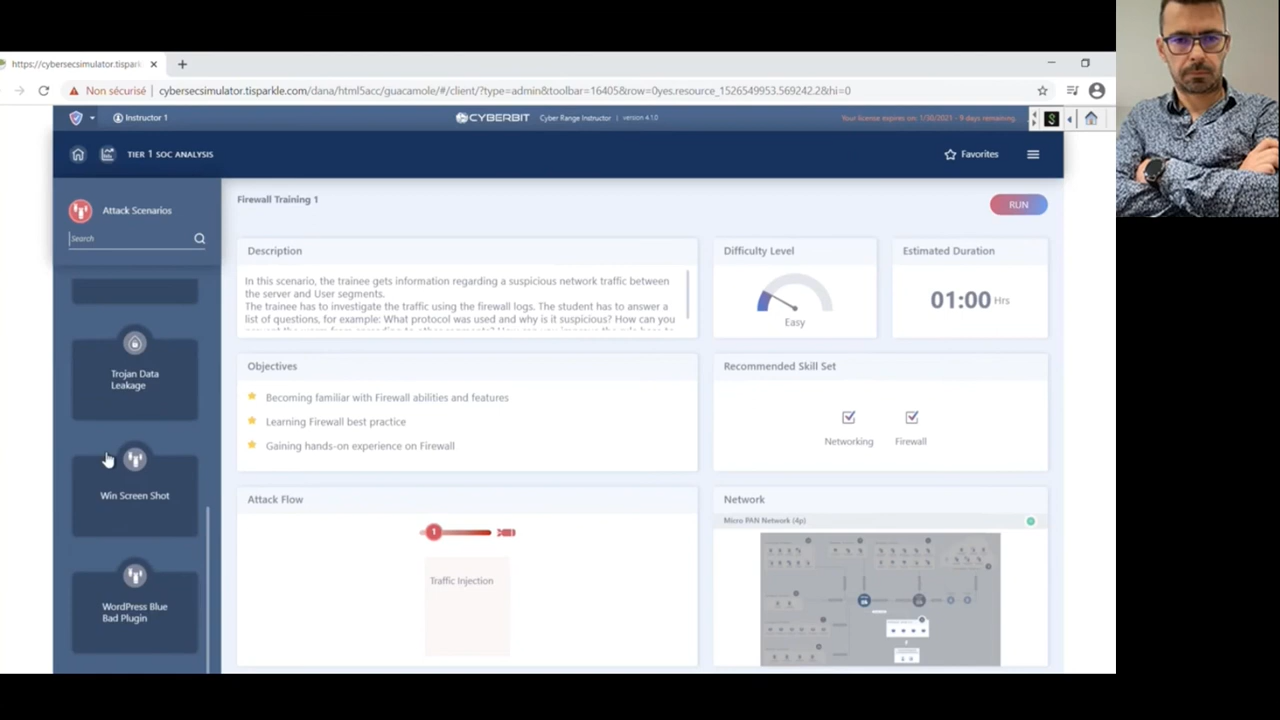 https://cybersecsimulator.tispark
Non sécurisé
cybersecsimulator.tisparkle.com/dana/html5acc/guacamole/#/client/?type=admin&toolbar=16405&row=0yes.resource_1526549953.569242.2&hi=0
Instructor 1
CYBERBIT
Cyber Range Instructor | version 4.1.0
Your license expires on: 1/30/2021 - 9 days remaining.
TIER 1 SOC ANALYSIS
Favorites
Attack Scenarios
Search
Trojan Data
Leakage
Win Screen Shot
WordPress Blue
Bad Plugin
Firewall Training 1
RUN
Description
In this scenario, the trainee gets information regarding a suspicious network traffic between
the server and User segments.
The trainee has to investigate the traffic using the firewall logs. The student has to answer a
list of questions, for example: What protocol was used and why is it suspicious? How can you
Difficulty Level
Easy
Estimated Duration
01:00 Hrs
Objectives
Becoming familiar with Firewall abilities and features
Learning Firewall best practice
Gaining hands-on experience on Firewall
Recommended Skill Set
Networking
Firewall
Attack Flow
1
Traffic Injection
Network
Micro PAN Network (4p)